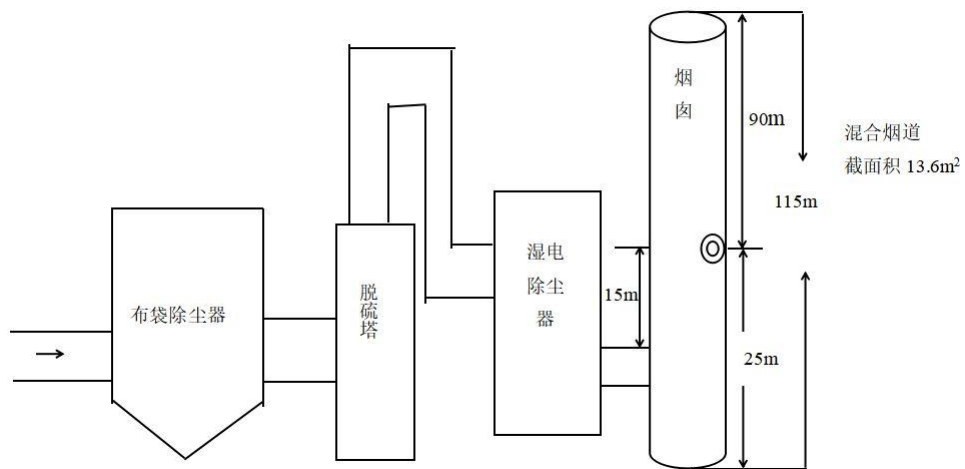 布袋除尘器
脱
硫
塔
湿电
除尘
器
15m
烟
囱
90m
25m
115m
混合烟道
截面积 13.6m²